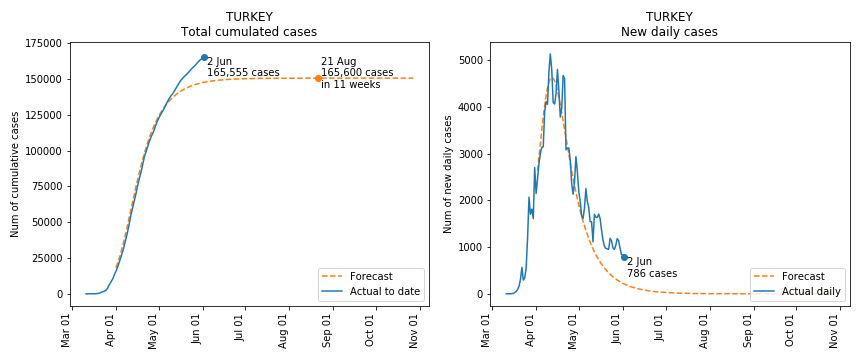 TURKEY
Total cumulated cases
Num of cumulative cases
175000
150000
125000
100000
75000
50000
25000
0
2 Jun
165,555 cases
21 Aug
165,600 cases
in 11 weeks
Forecast
Actual to date
Mar 01
Apr 01
May 01
Jun 01
Jul 01
Aug 01
Sep 01
Oct 01
Nov 01
TURKEY
New daily cases
Num of new daily cases
5000
4000
3000
2000
1000
0
2 Jun
786 cases
Forecast
Actual daily
Mar 01
Apr 01
May 01
Jun 01
Jul 01
Aug 01
Sep 01
Oct 01
Nov 01